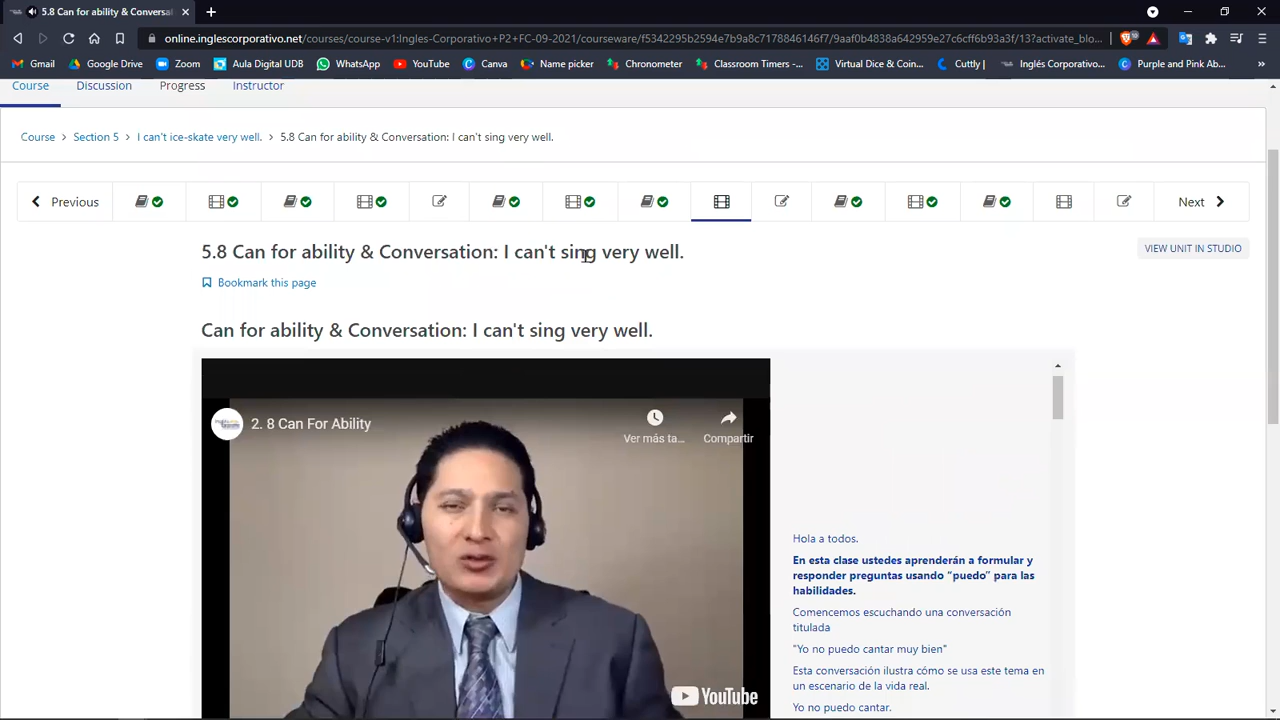 5.8 Can for ability & Conversa
online.inglescorporativo.net/courses/course-v1:Ingles-Corporativo+P2+FC-09-2021/courseware/f5342295b2594e7b9a8c7178846146f7/9aaf0b4838a642959e27c6cff6b93a3f/13?activate_blo...
Gmail Google Drive Zoom Aula Digital UDB WhatsApp YouTube Canva Name picker Chronometer Classroom Timers -... Virtual Dice & Coin... Cuttly | Inglés Corporativo... Purple and Pink Ab... »
Course Discussion Progress Instructor
Course > Section 5 > I can't ice-skate very well. > 5.8 Can for ability & Conversation: I can't sing very well.
Previous Next
5.8 Can for ability & Conversation: I can't sing very well.
VIEW UNIT IN STUDIO
Bookmark this page
Can for ability & Conversation: I can't sing very well.
2. 8 Can For Ability
Ver más ta... Compartir
Hola a todos.
En esta clase ustedes aprenderán a formular y
responder preguntas usando “puedo” para las
habilidades.
Comencemos escuchando una conversación
titulada
"Yo no puedo cantar muy bien"
Esta conversación ilustra cómo se usa este tema en
un escenario de la vida real.
YouTube
Yo no puedo cantar.